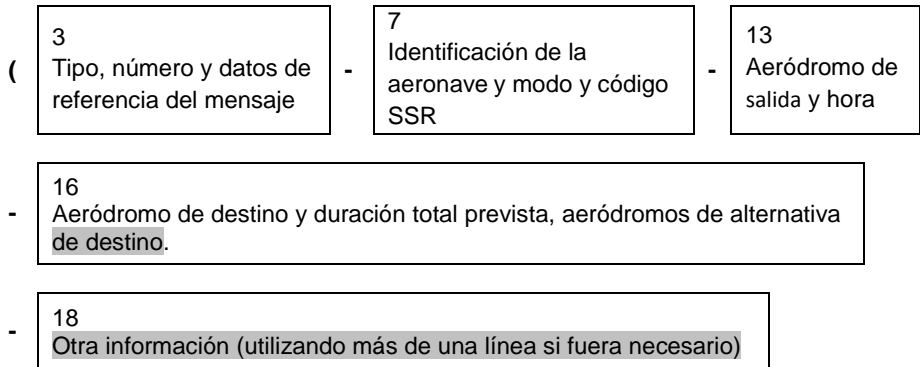 (
3
Tipo, número y datos de
referencia del mensaje
-
7
Identificación de la
aeronave y modo y código
SSR
-
13
Aeródromo de
salida y hora
-
16
Aeródromo de destino y duración total prevista, aeródromos de alternativa
de destino.
-
18
Otra información (utilizando más de una línea si fuera necesario)